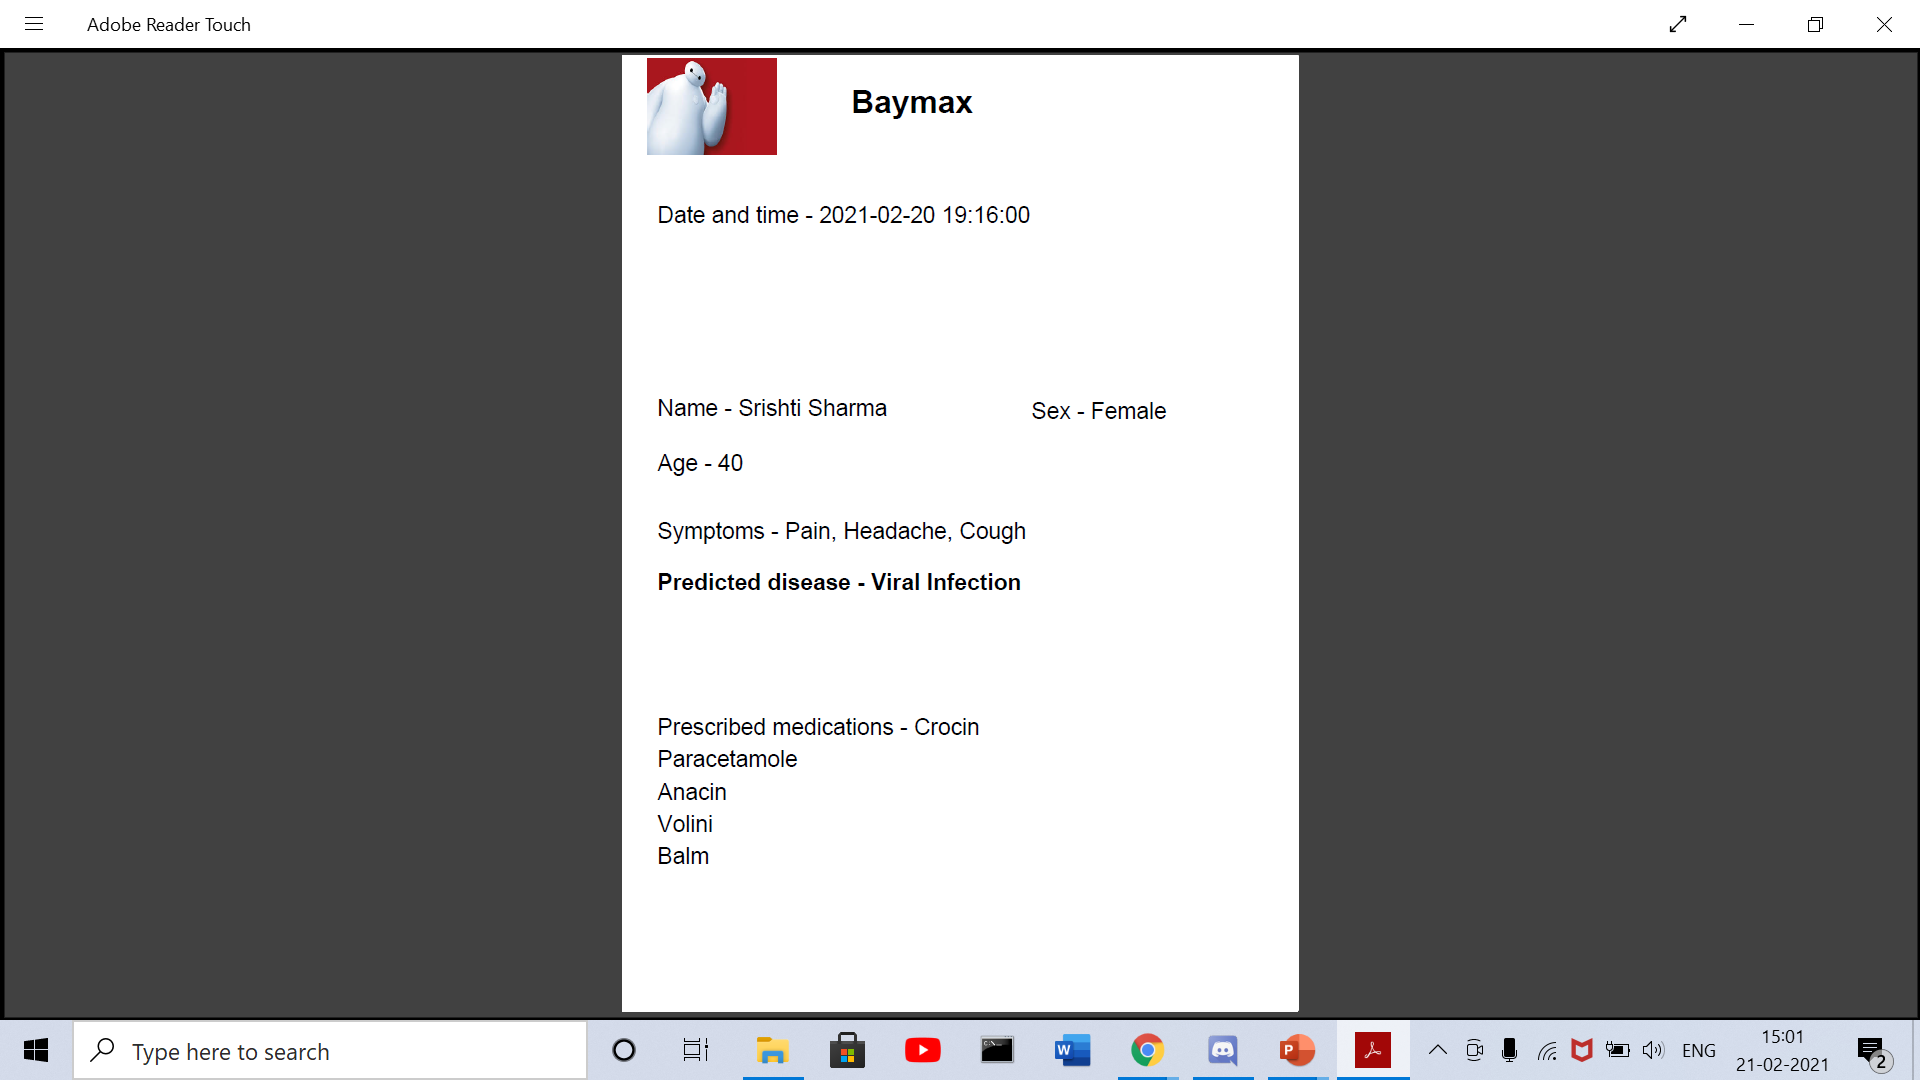 Adobe Reader Touch
Baymax
Date and time - 2021-02-20 19:16:00
Name - Srishti Sharma
Sex - Female
Age - 40
Symptoms - Pain, Headache, Cough
Predicted disease - Viral Infection
Prescribed medications - Crocin
Paracetamole
Anacin
Volini
Balm
Type here to search
ENG
15:01
21-02-2021
2